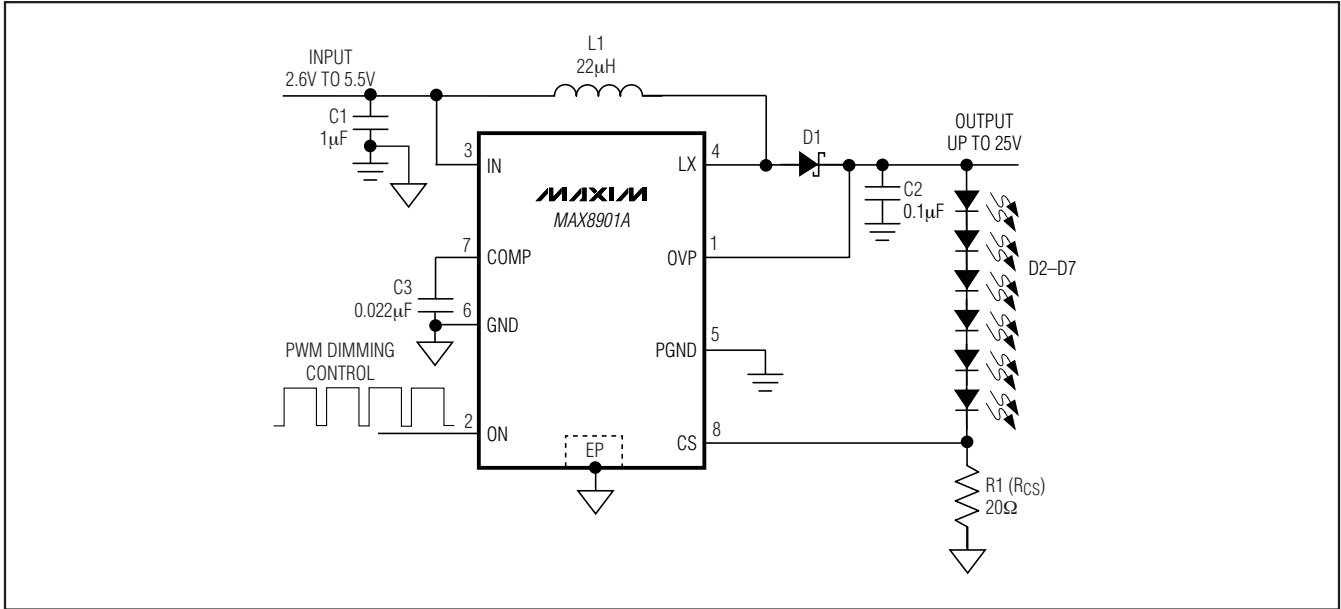 INPUT
2.6V TO 5.5V
L1
22µH
C1
1µF
OUTPUT
UP TO 25V
D1
3
IN
LX
4
C2
0.1µF
MAXIM
MAX8901A
7
COMP
OVP
1
D2–D7
C3
0.022µF
6
GND
PGND
5
PWM DIMMING
CONTROL
2
ON
EP
CS
8
R1 (RCS)
20Ω